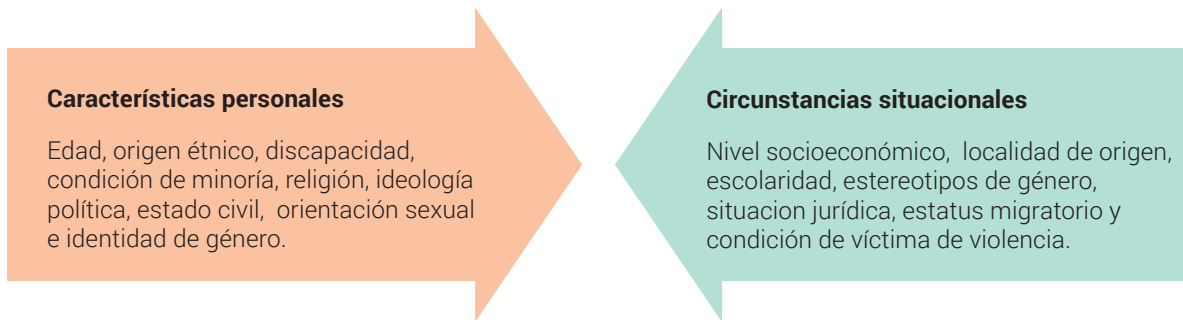 Características personales
Edad, origen étnico, discapacidad,
condición de minoría, religión, ideología
política, estado civil, orientación sexual
e identidad de género.
Circunstancias situacionales
Nivel socioeconómico, localidad de origen,
escolaridad, estereotipos de género,
situacion jurídica, estatus migratorio y
condición de víctima de violencia.